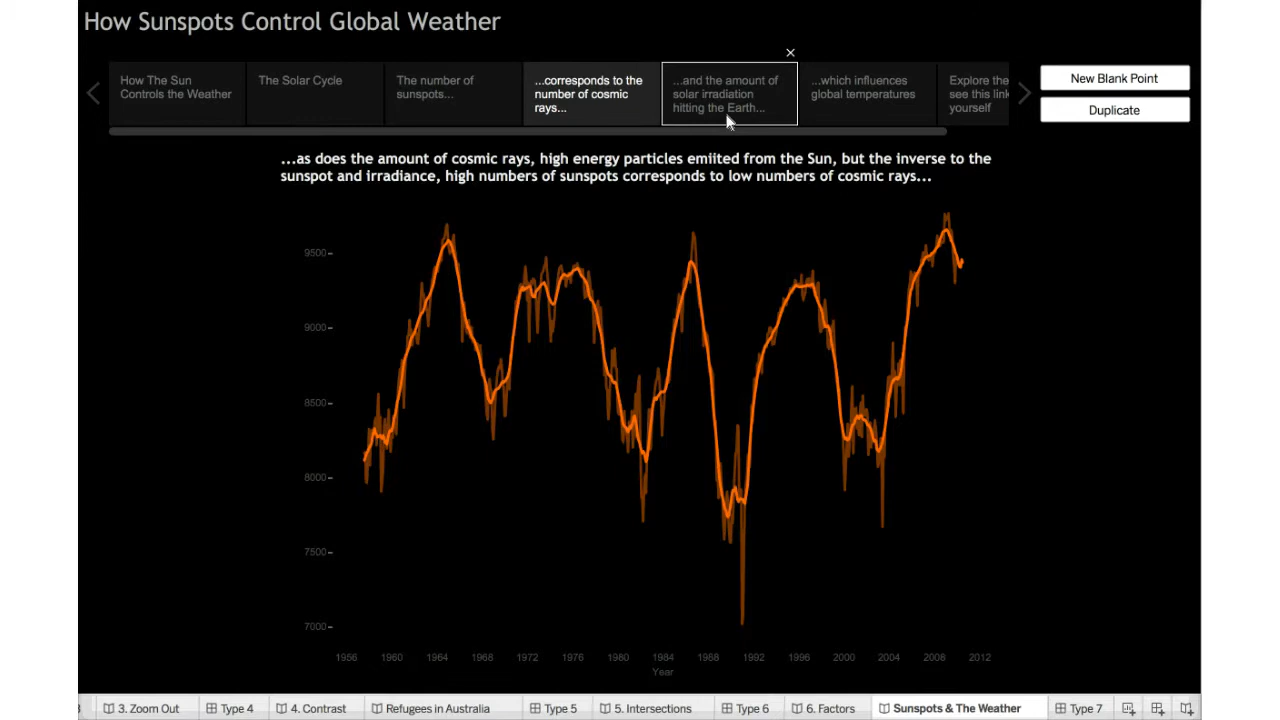 How Sunspots Control Global Weather
How The Sun
Controls the Weather
The Solar Cycle
The number of
sunspots...
...corresponds to the
number of cosmic
rays...
...and the amount of
solar irradiation
hitting the Earth...
...which influences
global temperatures
Explore the
see this link
yourself
New Blank Point
Duplicate
...as does the amount of cosmic rays, high energy particles emiited from the Sun, but the inverse to the
sunspot and irradiance, high numbers of sunspots corresponds to low numbers of cosmic rays...
9500
9000
8500
8000
7500
7000
1956 1960 1964 1968 1972 1976 1980 1984 1988 1992 1996 2000 2004 2008 2012
Year
3 3. Zoom Out Type 4 4. Contrast Refugees in Australia Type 5 5. Intersections Type 6 6. Factors Sunspots & The Weather Type 7